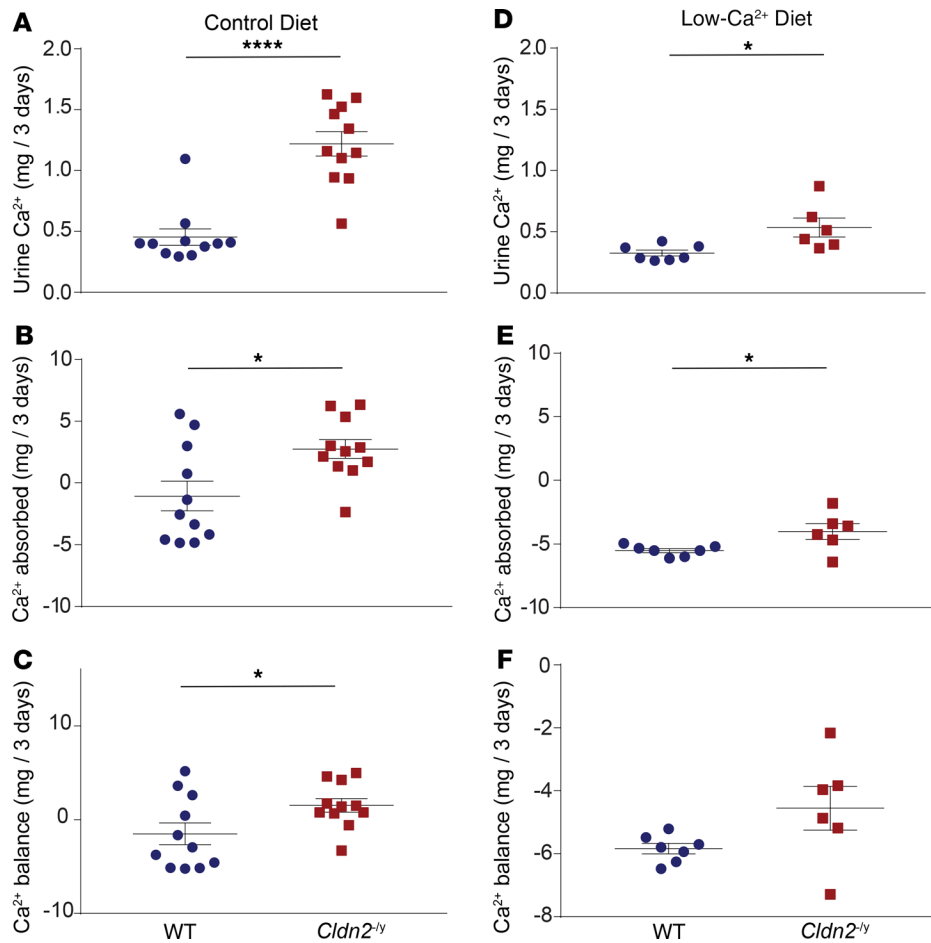 A
Control Diet
****
Urine Ca²⁺ (mg / 3 days)
2.0
1.5
1.0
0.5
0.0
B
*
Ca²⁺ absorbed (mg / 3 days)
10
5
0
-5
-10
C
*
Ca²⁺ balance (mg / 3 days)
10
0
-10
WT
Cldn2⁻/ʸ
D
Low-Ca²⁺ Diet
*
Urine Ca²⁺ (mg / 3 days)
2.0
1.5
1.0
0.5
0.0
E
*
Ca²⁺ absorbed (mg / 3 days)
10
5
0
-5
-10
F
Ca²⁺ balance (mg / 3 days)
0
-2
-4
-6
-8
WT
Cldn2⁻/ʸ